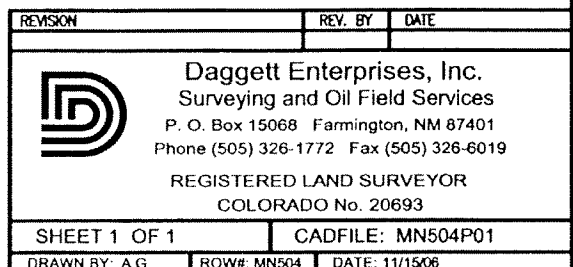 REVISION REV. BY DATE
Daggett Enterprises, Inc.
Surveying and Oil Field Services
P. O. Box 15068 Farmington, NM 87401
Phone (505) 326-1772 Fax (505) 326-6019
REGISTERED LAND SURVEYOR
COLORADO No. 20693
SHEET 1 OF 1 CADFILE: MN504P01
DRAWN BY: A.G. ROW#: MN504 DATE: 11/15/06